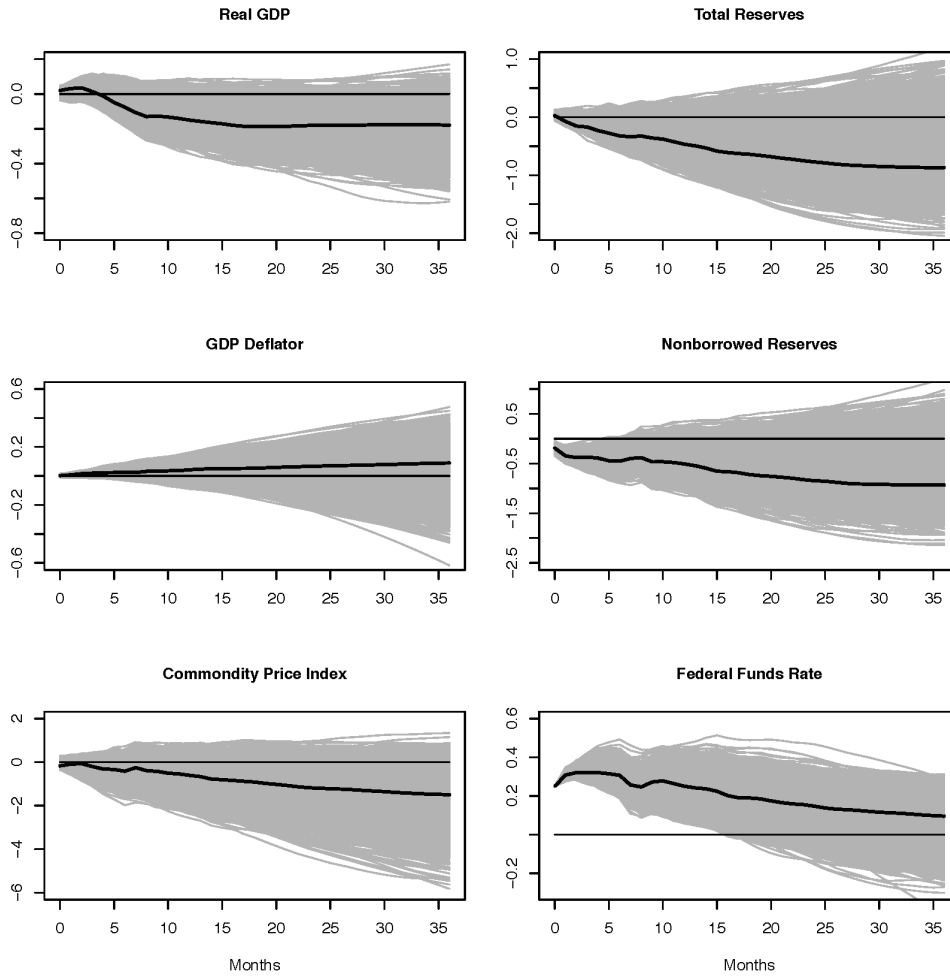 Real GDP
0.0
−0.4
−0.8
0 5 10 15 20 25 30 35
Total Reserves
1.0
0.0
−1.0
−2.0
0 5 10 15 20 25 30 35
GDP Deflator
0.6
0.2
−0.2
−0.6
0 5 10 15 20 25 30 35
Nonborrowed Reserves
0.5
−0.5
−1.5
−2.5
0 5 10 15 20 25 30 35
Commondity Price Index
2
0
−2
−4
−6
0 5 10 15 20 25 30 35
Months
Federal Funds Rate
0.6
0.4
0.2
−0.2
0 5 10 15 20 25 30 35
Months